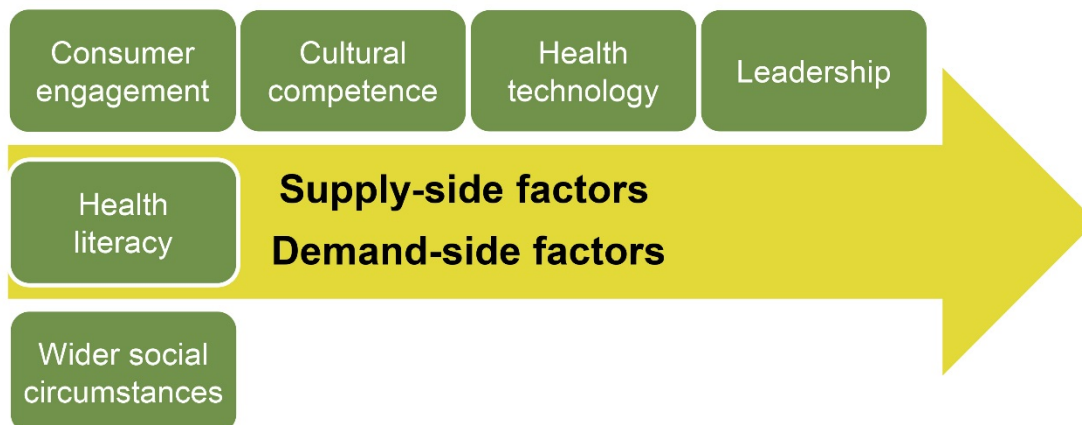 Consumer
engagement
Cultural
competence
Health
technology
Leadership
Health
literacy
Supply-side factors
Demand-side factors
Wider social
circumstances